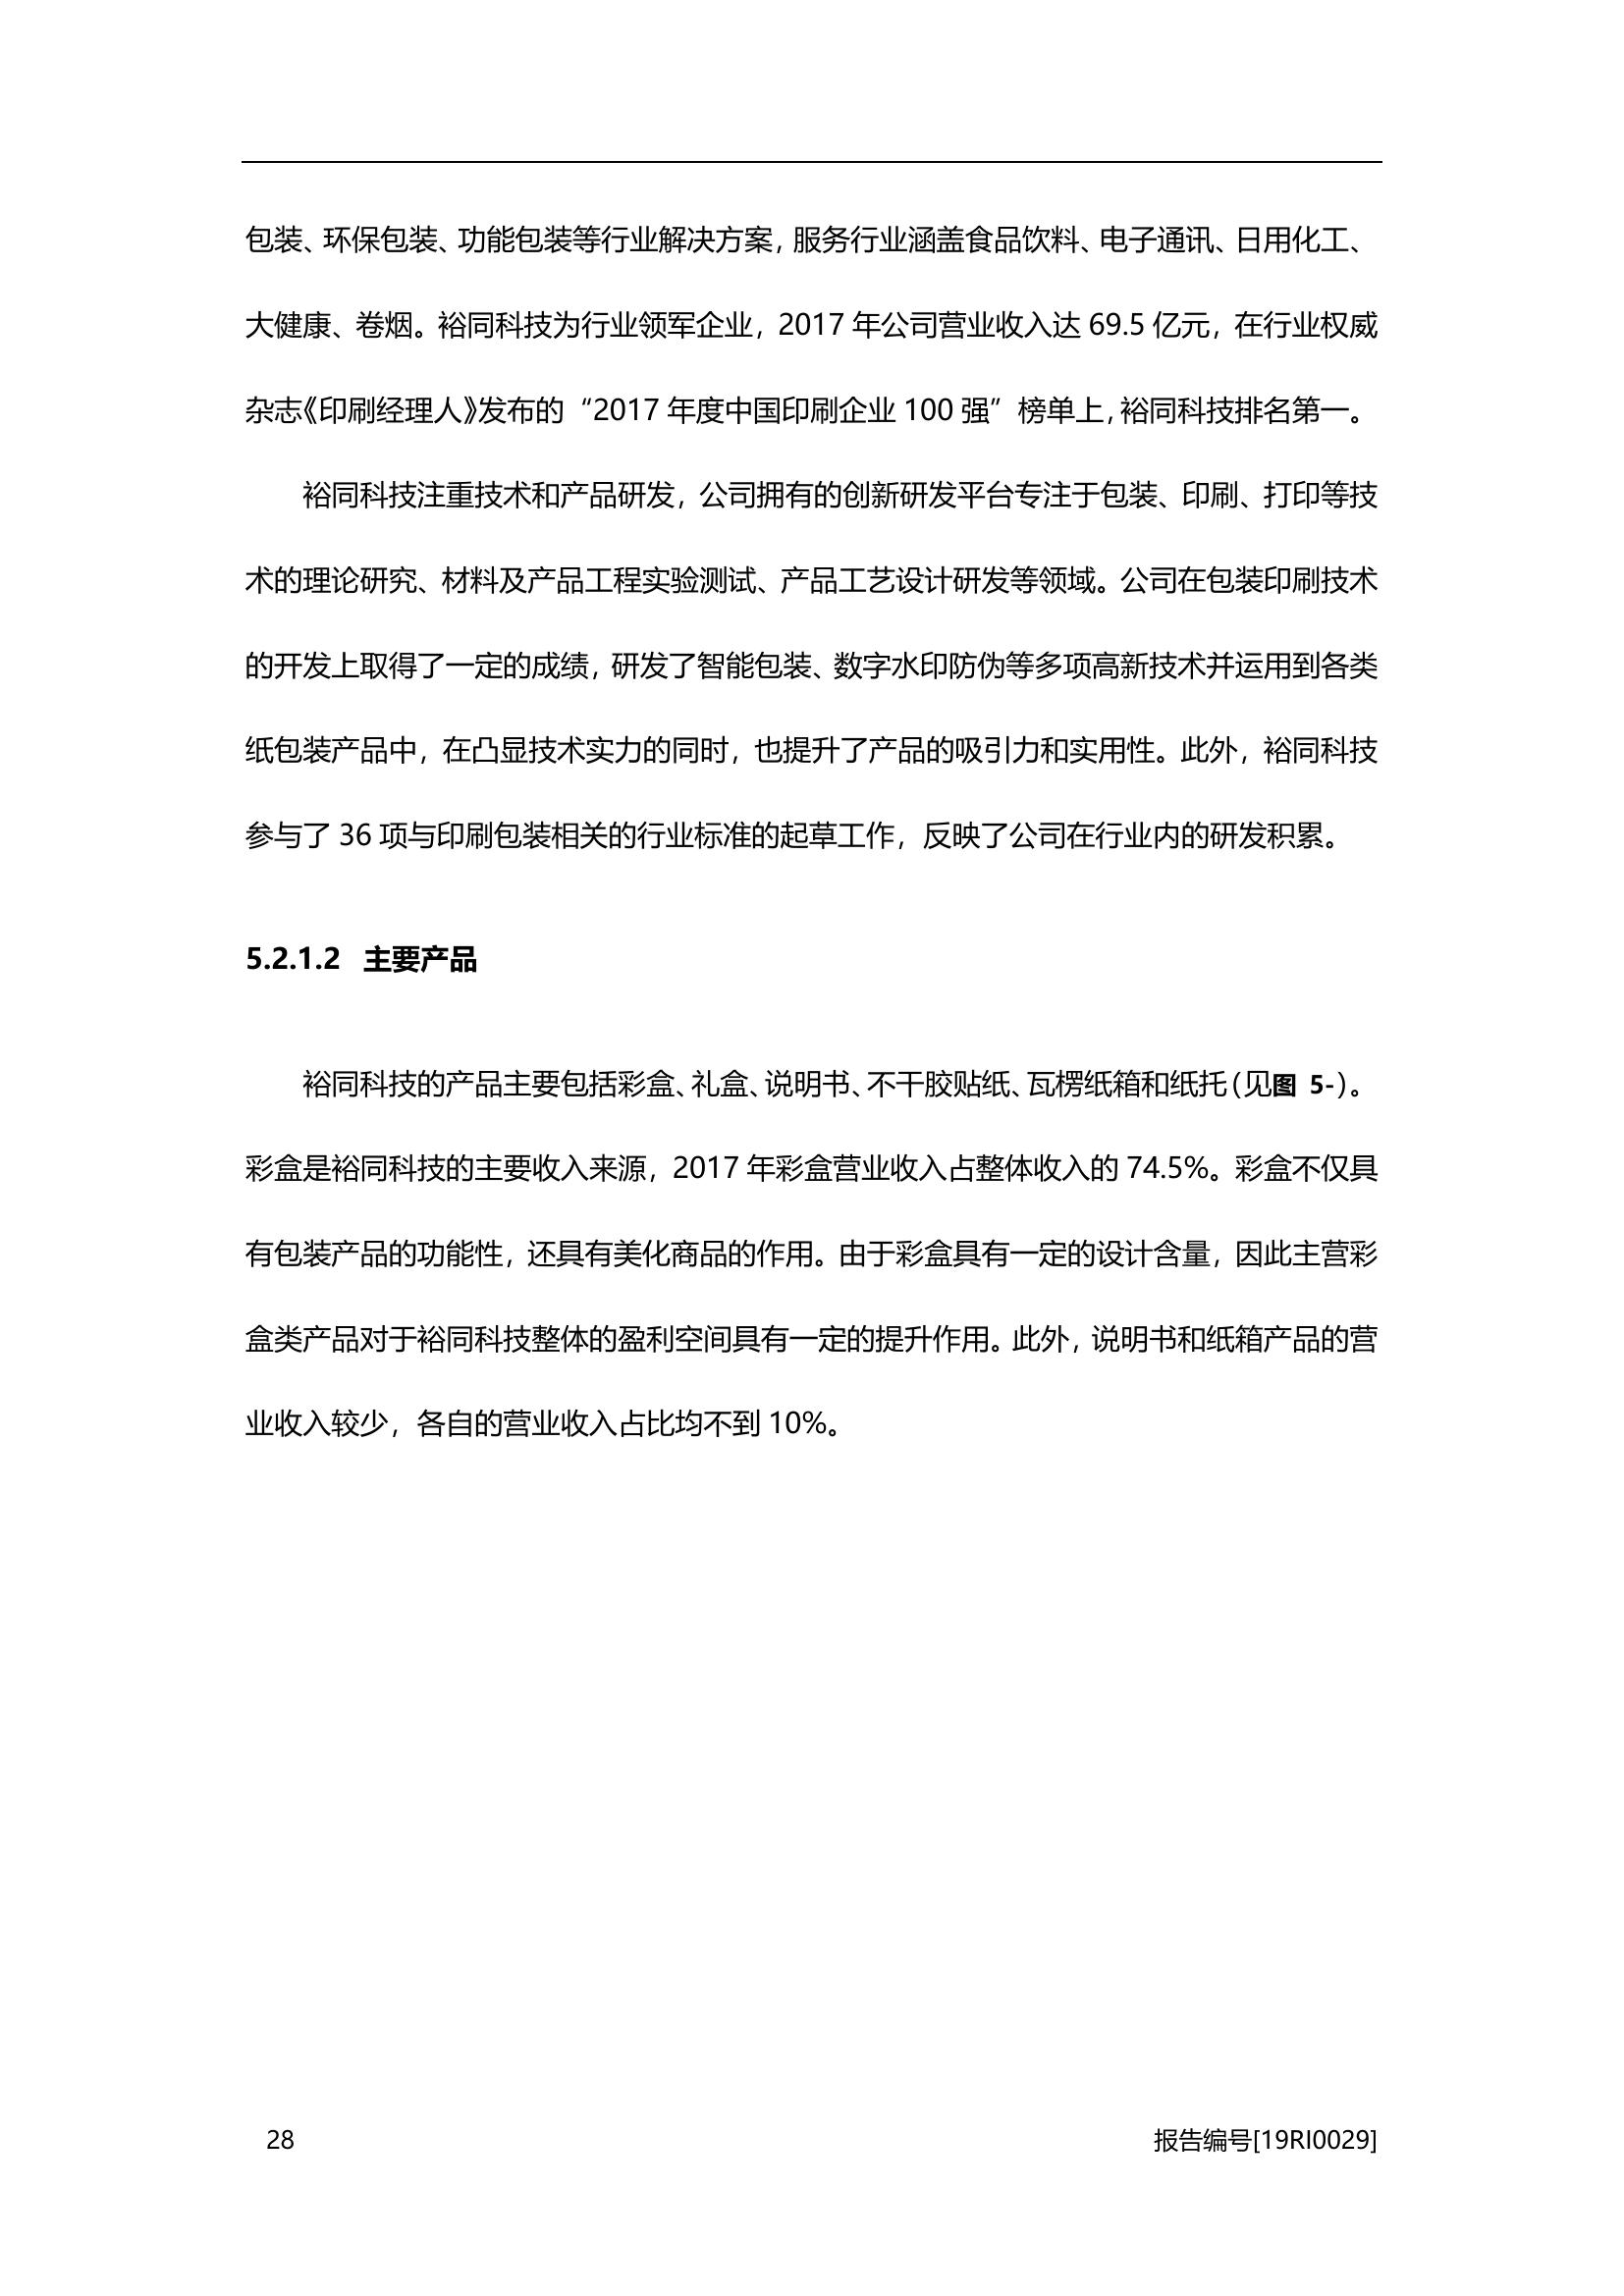 包装、环保包装、功能包装等行业解决方案，服务行业涵盖食品饮料、电子通讯、日用化工、
大健康、卷烟。裕同科技为行业领军企业，2017 年公司营业收入达 69.5 亿元，在行业权威
杂志《印刷经理人》发布的“2017 年度中国印刷企业 100 强”榜单上，裕同科技排名第一。
裕同科技注重技术和产品研发，公司拥有的创新研发平台专注于包装、印刷、打印等技
术的理论研究、材料及产品工程实验测试、产品工艺设计研发等领域。公司在包装印刷技术
的开发上取得了一定的成绩，研发了智能包装、数字水印防伪等多项高新技术并运用到各类
纸包装产品中，在凸显技术实力的同时，也提升了产品的吸引力和实用性。此外，裕同科技
参与了 36 项与印刷包装相关的行业标准的起草工作，反映了公司在行业内的研发积累。
5.2.1.2 主要产品
裕同科技的产品主要包括彩盒、礼盒、说明书、不干胶贴纸、瓦楞纸箱和纸托（见图 5-）。
彩盒是裕同科技的主要收入来源，2017 年彩盒营业收入占整体收入的 74.5%。彩盒不仅具
有包装产品的功能性，还具有美化商品的作用。由于彩盒具有一定的设计含量，因此主营彩
盒类产品对于裕同科技整体的盈利空间具有一定的提升作用。此外，说明书和纸箱产品的营
业收入较少，各自的营业收入占比均不到 10%。
28 报告编号[19RI0029]